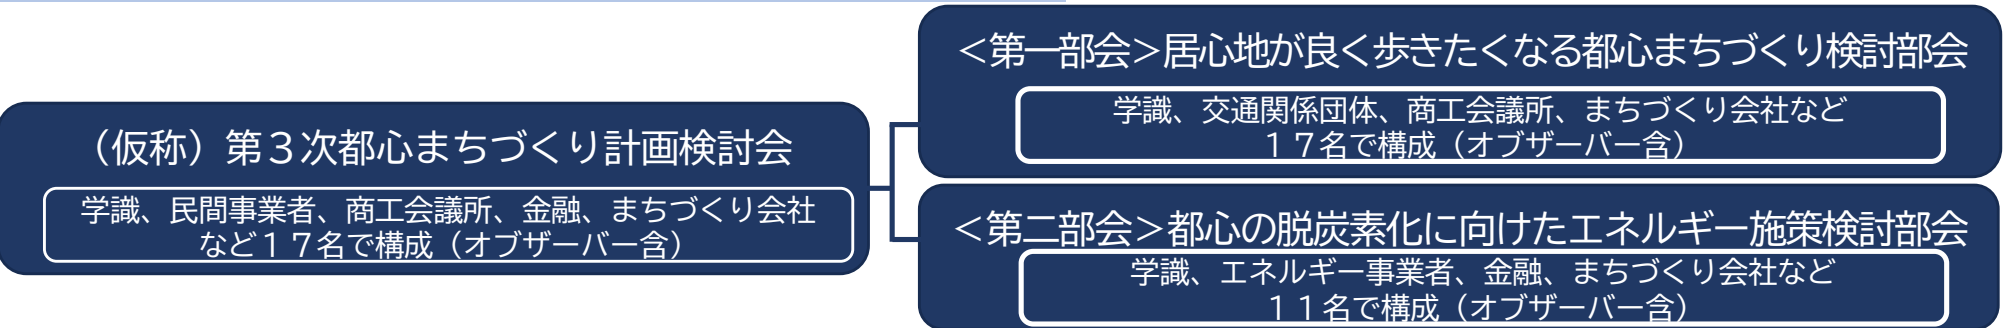 （仮称）第３次都心まちづくり計画検討会
学識、民間事業者、商工会議所、金融、まちづくり会社
など１７名で構成（オブザーバー含）
＜第一部会＞居心地が良く歩きたくなる都心まちづくり検討部会
学識、交通関係団体、商工会議所、まちづくり会社など
１７名で構成（オブザーバー含）
＜第二部会＞都心の脱炭素化に向けたエネルギー施策検討部会
学識、エネルギー事業者、金融、まちづくり会社など
１１名で構成（オブザーバー含）